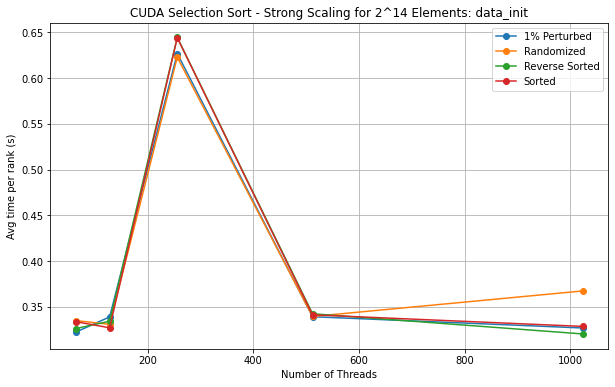 CUDA Selection Sort - Strong Scaling for 2^14 Elements: data_init
1% Perturbed
Randomized
Reverse Sorted
Sorted
Avg time per rank (s)
0.65
0.60
0.55
0.50
0.45
0.40
0.35
200 400 600 800 1000
Number of Threads